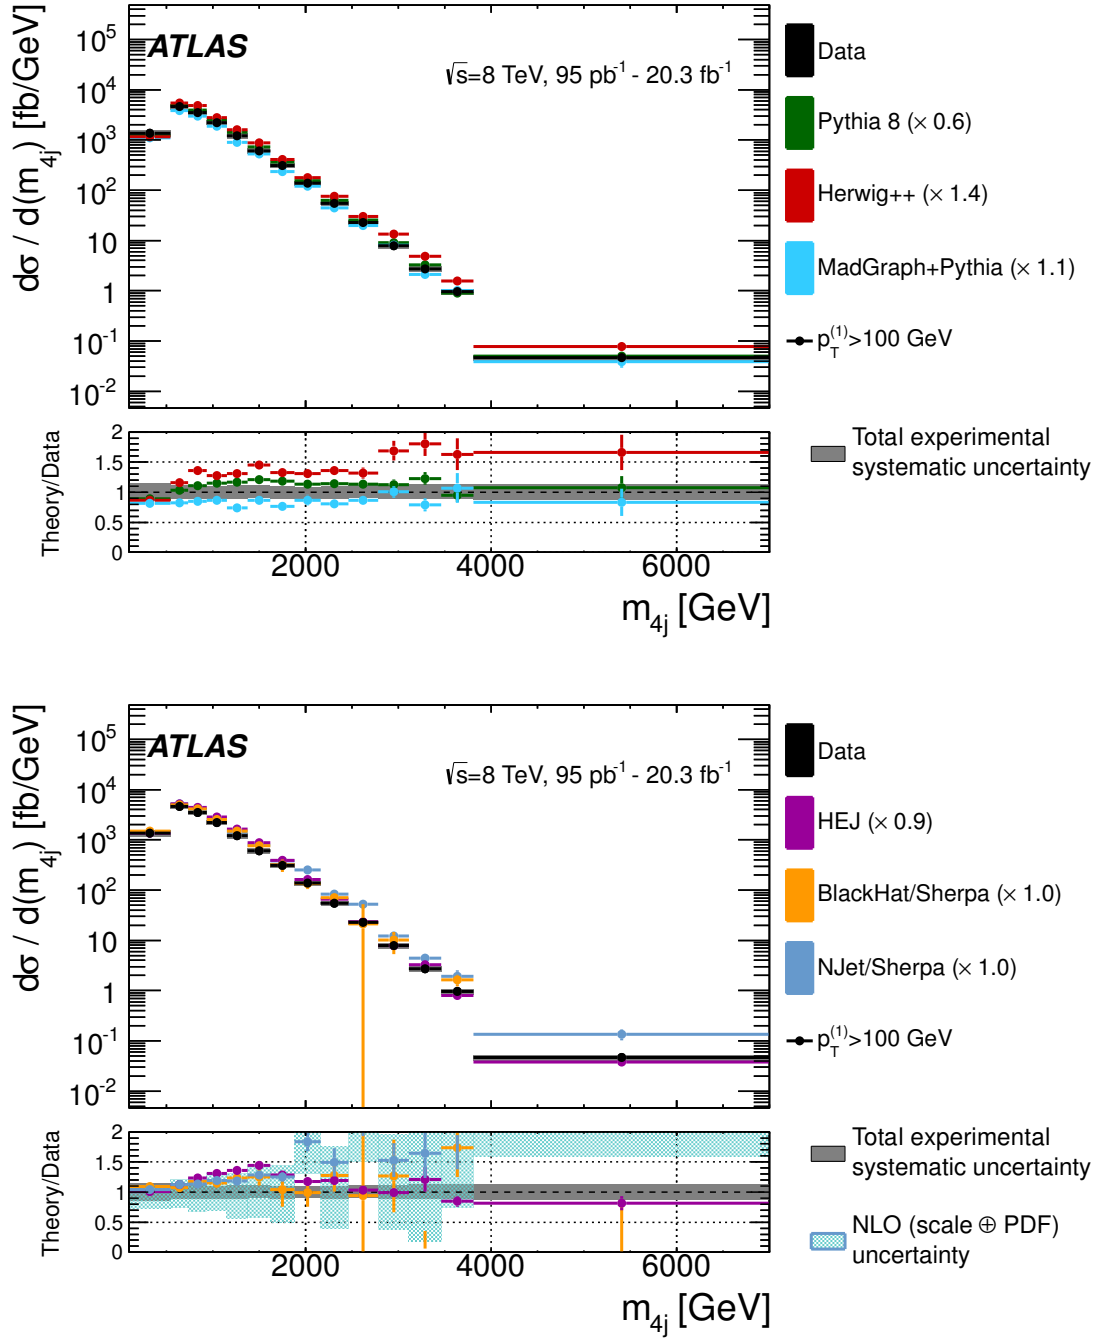 ATLAS
√s=8 TeV, 95 pb⁻¹ - 20.3 fb⁻¹
dσ / d(m₄ⱼ) [fb/GeV]
10⁵
10⁴
10³
10²
10
1
10⁻¹
10⁻²
Data
Pythia 8 (× 0.6)
Herwig++ (× 1.4)
MadGraph+Pythia (× 1.1)
p_T^(1)>100 GeV
Theory/Data
2
1.5
1
0.5
0
2000 4000 6000
m₄ⱼ [GeV]
Total experimental
systematic uncertainty
ATLAS
√s=8 TeV, 95 pb⁻¹ - 20.3 fb⁻¹
dσ / d(m₄ⱼ) [fb/GeV]
10⁵
10⁴
10³
10²
10
1
10⁻¹
10⁻²
Data
HEJ (× 0.9)
BlackHat/Sherpa (× 1.0)
NJet/Sherpa (× 1.0)
p_T^(1)>100 GeV
Theory/Data
2
1.5
1
0.5
0
2000 4000 6000
m₄ⱼ [GeV]
Total experimental
systematic uncertainty
NLO (scale ⊕ PDF)
uncertainty